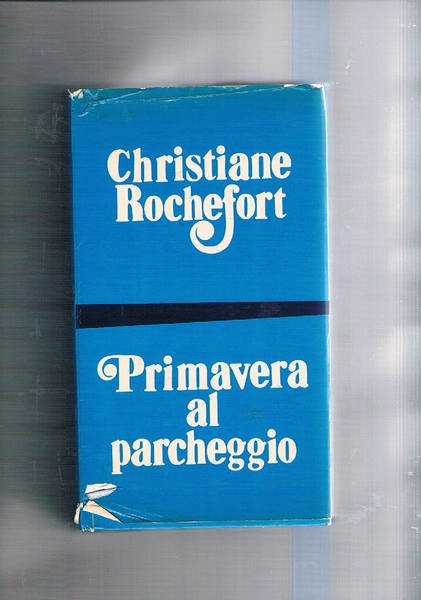 Christiane
Rochefort
Primavera
al
parcheggio